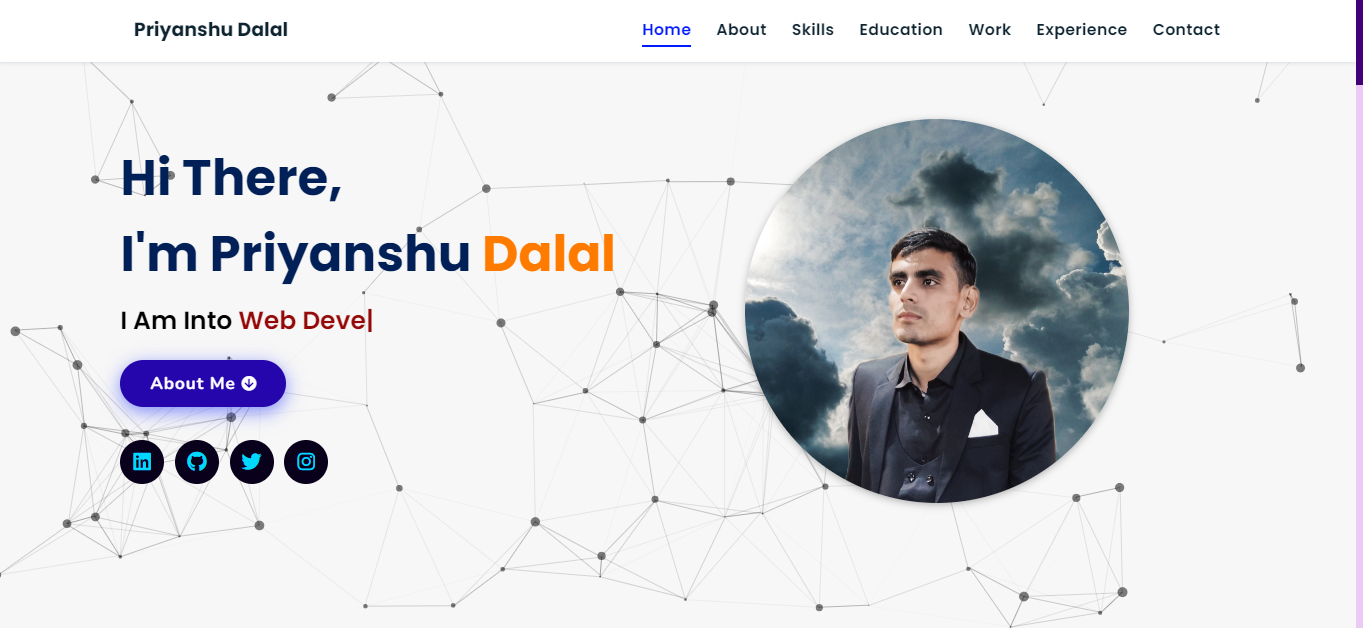 Priyanshu Dalal
Home About Skills Education Work Experience Contact
Hi There,
I'm Priyanshu Dalal
I Am Into Web Deve|
About Me